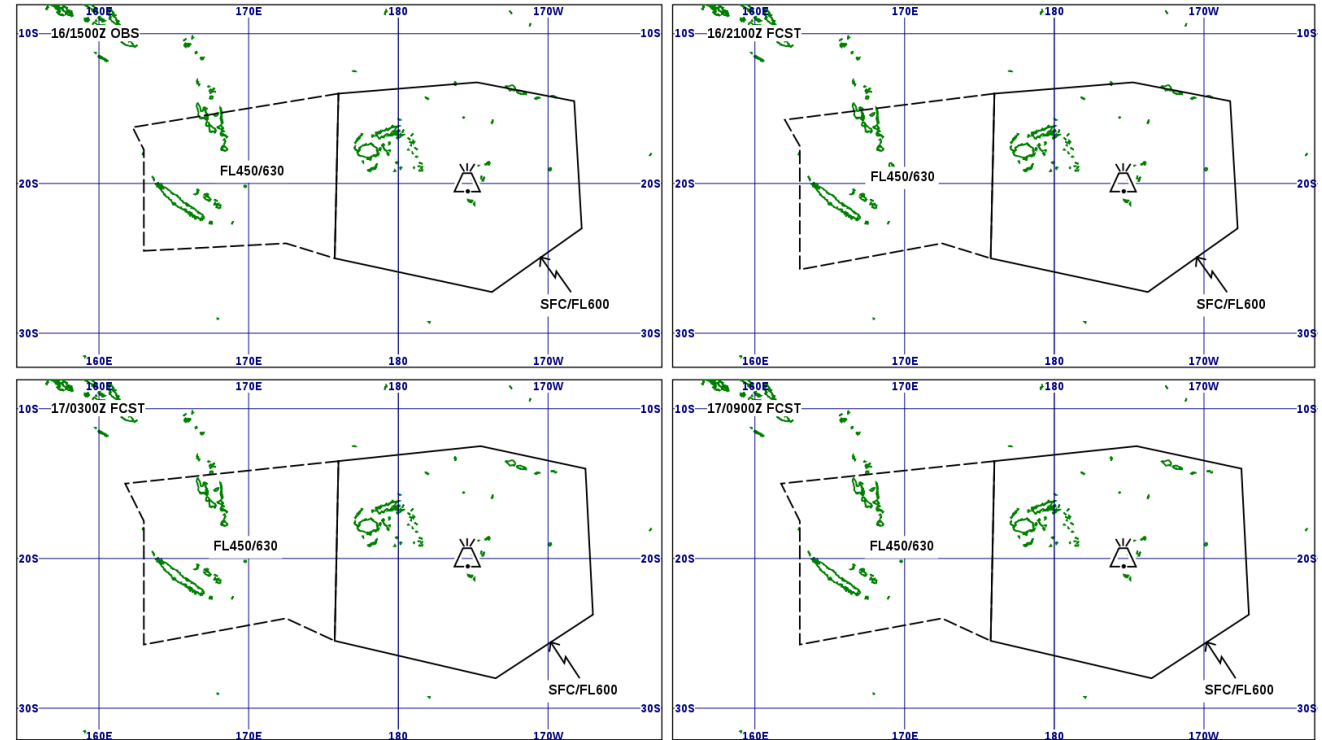 160E 170E 180 170W
16/1500Z OBS
10S 10S
FL450/630
20S 20S
SFC/FL600
30S 30S
160E 170E 180 170W
160E 170E 180 170W
16/2100Z FCST
10S 10S
FL450/630
20S 20S
SFC/FL600
30S 30S
160E 170E 180 170W
160E 170E 180 170W
17/0300Z FCST
10S 10S
FL450/630
20S 20S
SFC/FL600
30S 30S
160E 170E 180 170W
160E 170E 180 170W
17/0900Z FCST
10S 10S
FL450/630
20S 20S
SFC/FL600
30S 30S
160E 170E 180 170W